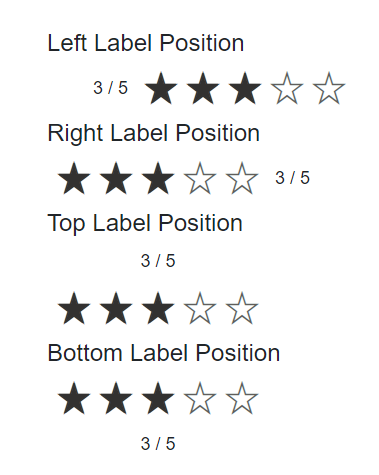 Left Label Position
3 / 5
Right Label Position
3 / 5
Top Label Position
3 / 5
Bottom Label Position
3 / 5